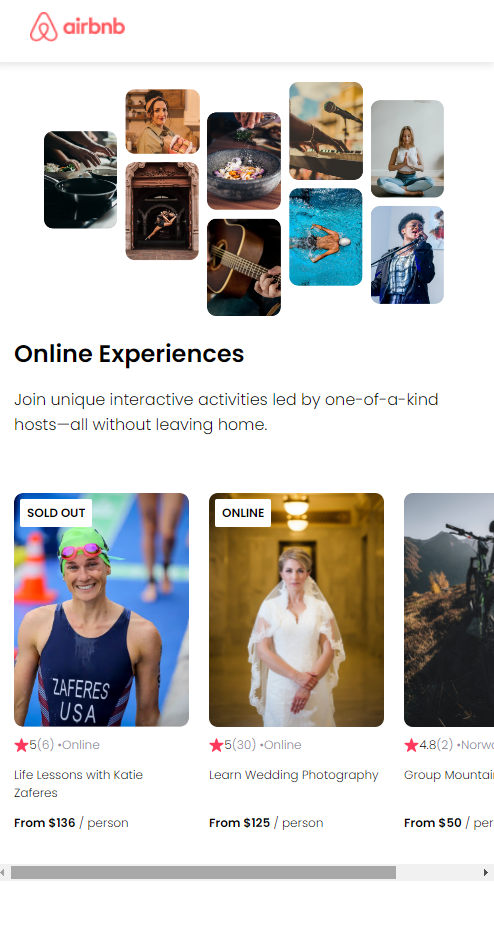 airbnb
Online Experiences
Join unique interactive activities led by one-of-a-kind
hosts—all without leaving home.
SOLD OUT
ZAFERES
USA
5(6) •Online
Life Lessons with Katie
Zaferes
From $136 / person
ONLINE
5(30) •Online
Learn Wedding Photography
From $125 / person
4.8(2) •Norwa
Group Mountai
From $50 / per